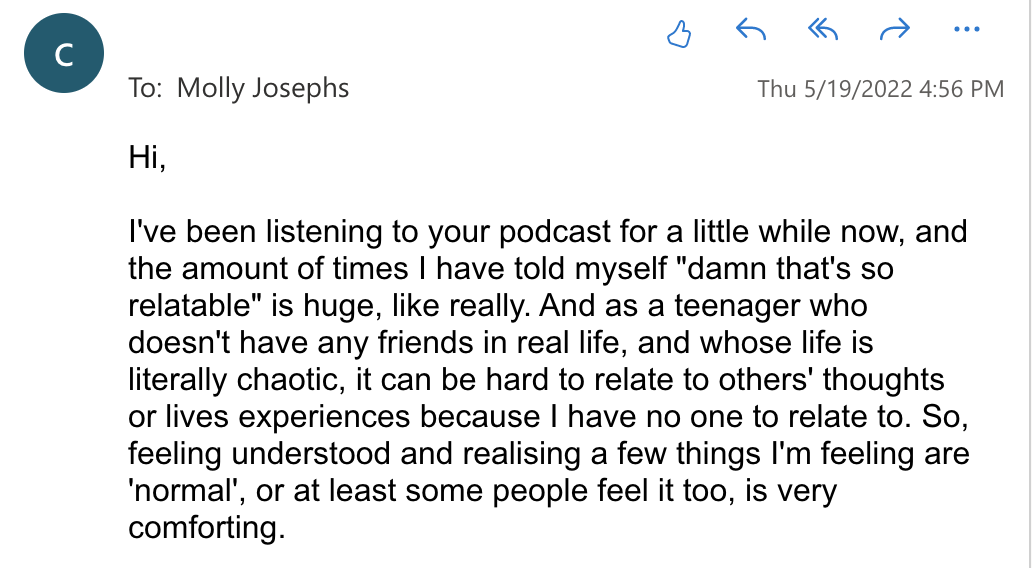 C
To: Molly Josephs
Thu 5/19/2022 4:56 PM
Hi,
I've been listening to your podcast for a little while now, and
the amount of times I have told myself "damn that's so
relatable" is huge, like really. And as a teenager who
doesn't have any friends in real life, and whose life is
literally chaotic, it can be hard to relate to others' thoughts
or lives experiences because I have no one to relate to. So,
feeling understood and realising a few things I'm feeling are
'normal', or at least some people feel it too, is very
comforting.